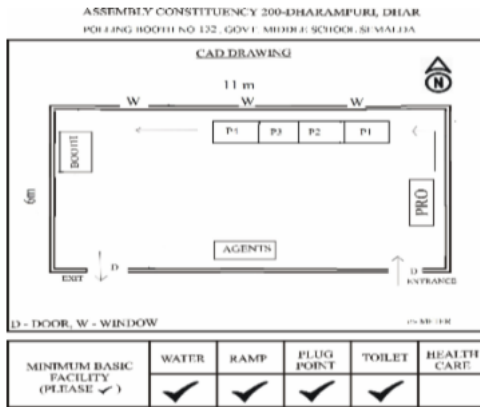 ASSEMBLY CONSTITUENCY 200-DHARAMPURI, DHAR
POLLING BOOTH NO 132, GOVT. MIDDLE SCHOOL SEMALDA
CAD DRAWING
N
11 m
W W W
P4 P3 P2 P1
BOOTH
6m
PRO
AGENTS
D D
EXIT ENTRANCE
D - DOOR, W - WINDOW
MINIMUM BASIC FACILITY (PLEASE ✓) WATER RAMP PLUG POINT TOILET HEALTH CARE
✓ ✓ ✓ ✓